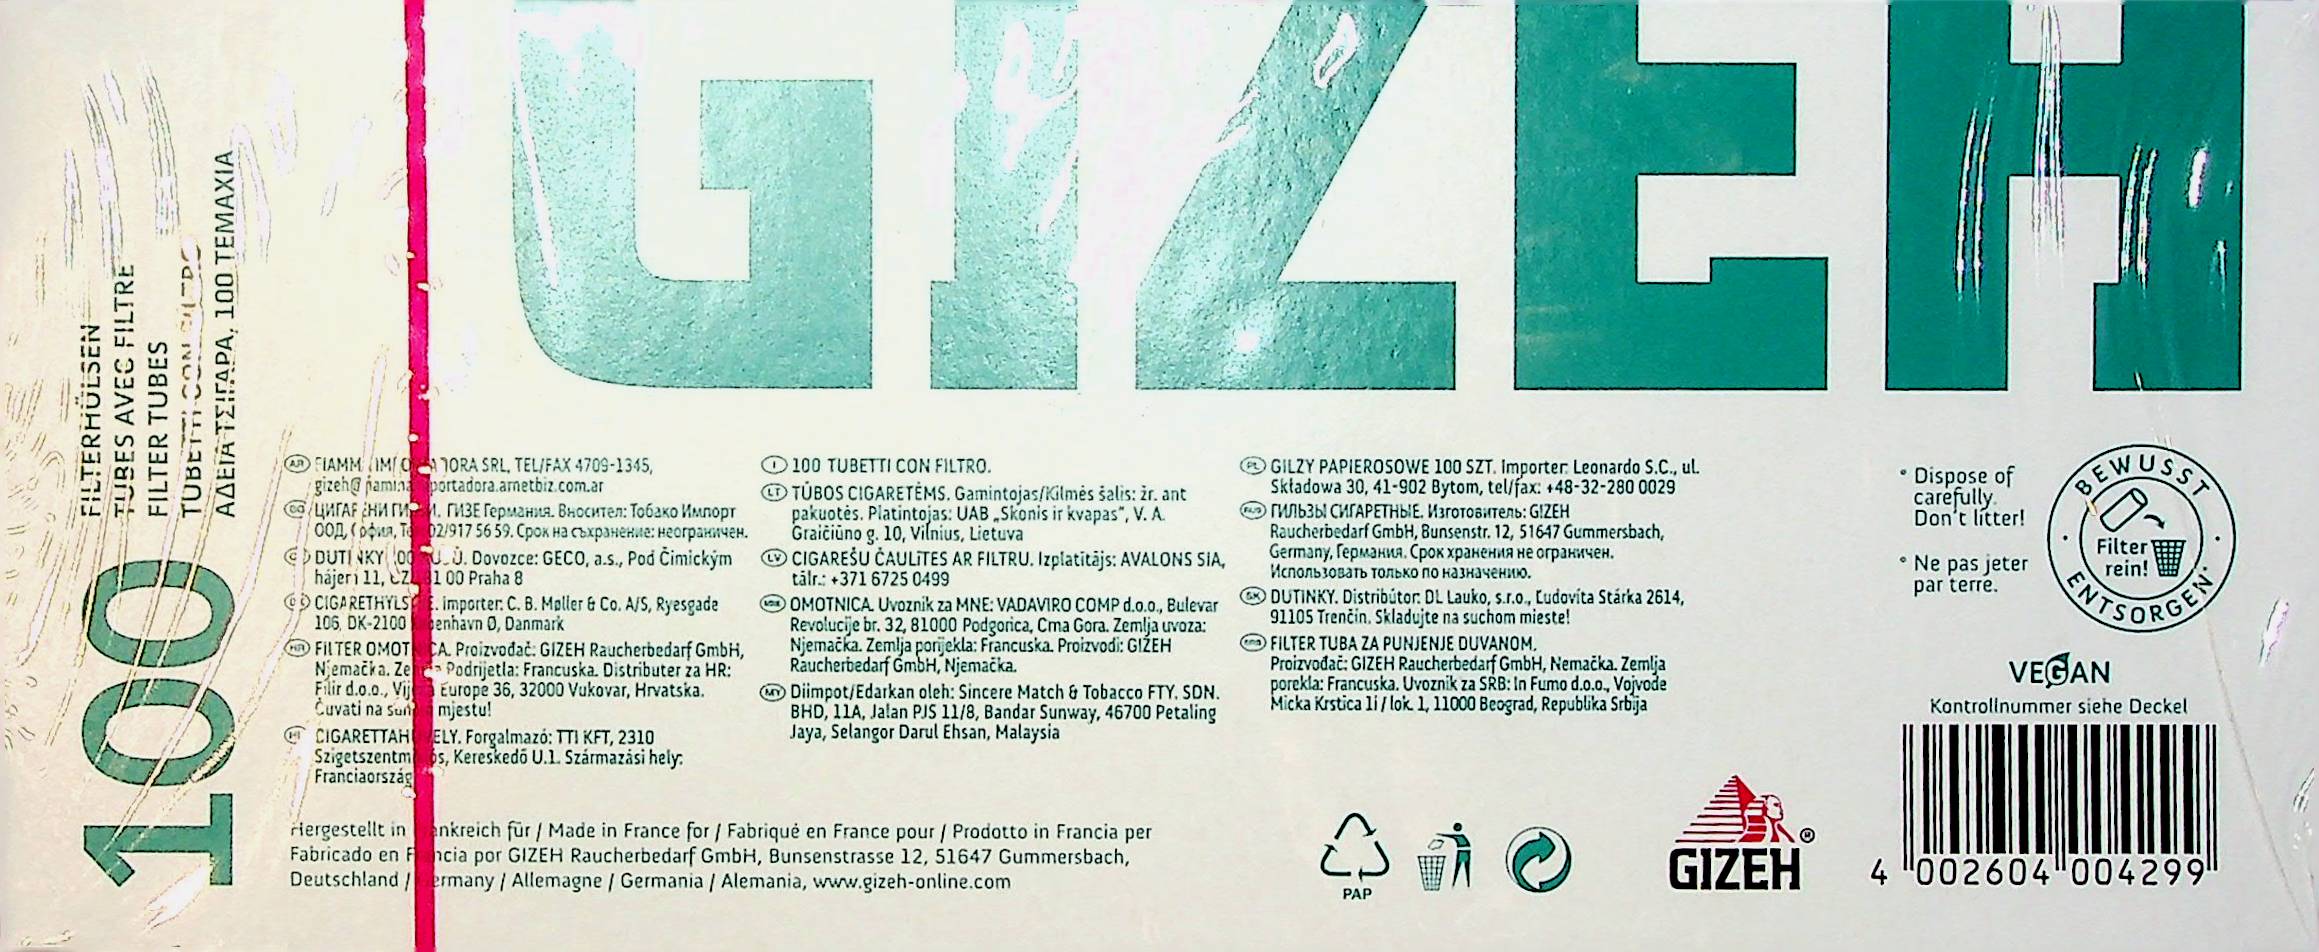 GIZEH
FILTERHÜLSEN
TUBES AVEC FILTRE
FILTER TUBES
TUBETTI CON FILTRO
ΑΔΕΙΑ ΤΣΙΓΑΡΑ, 100 ΤΕΜΑΧΙΑ
100
AR SRL, TEL/FAX 4709-1345,
BG ГИЗЕ Германия. Вносител: Тобако Импорт
ООД, 02/917 56 59. Срок на съхранение: неограничен.
DUTINKY Dovozce: GECO, a.s., Pod Čimickým
00 Praha 8
Importer: C. B. Møller & Co. A/S, Ryesgade
106, DK-2100 Ø, Danmark
HR FILTER Proizvođač: GIZEH Raucherbedarf GmbH,
Njemačka. Podrijetla: Francuska. Distributer za HR:
Filir d.o.o., Europe 36, 32000 Vukovar, Hrvatska.
Čuvati na mjestu!
Forgalmazó: TTI KFT, 2310
Kereskedő U.1. Származási hely:
Franciaország
I 100 TUBETTI CON FILTRO.
LT TŪBOS CIGARETĖMS. Gamintojas/Kilmės šalis: žr. ant
pakuotės. Platintojas: UAB „Skonis ir kvapas", V. A.
Graičiūno g. 10, Vilnius, Lietuva
LV CIGAREŠU ČAULĪTES AR FILTRU. Izplatītājs: AVALONS SIA,
tālr.: +371 6725 0499
OMOTNICA. Uvoznik za MNE: VADAVIRO COMP d.o.o., Bulevar
Revolucije br. 32, 81000 Podgorica, Crna Gora. Zemlja uvoza:
Njemačka. Zemlja porijekla: Francuska. Proizvodi: GIZEH
Raucherbedarf GmbH, Njemačka.
MY Diimpot/Edarkan oleh: Sincere Match & Tobacco FTY. SDN.
BHD, 11A, Jalan PJS 11/8, Bandar Sunway, 46700 Petaling
Jaya, Selangor Darul Ehsan, Malaysia
PL GILZY PAPIEROSOWE 100 SZT. Importer: Leonardo S.C., ul.
Składowa 30, 41-902 Bytom, tel/fax: +48-32-280 0029
RUS ГИЛЬЗЫ СИГАРЕТНЫЕ. Изготовитель: GIZEH
Raucherbedarf GmbH, Bunsenstr. 12, 51647 Gummersbach,
Germany, Германия. Срок хранения не ограничен.
Использовать только по назначению.
SK DUTINKY. Distribútor: DL Lauko, s.r.o., Ľudovíta Stárka 2614,
91105 Trenčín. Skladujte na suchom mieste!
FILTER TUBA ZA PUNJENJE DUVANOM.
Proizvođač: GIZEH Raucherbedarf GmbH, Nemačka. Zemlja
porekla: Francuska. Uvoznik za SRB: In Fumo d.o.o., Vojvode
Micka Krstica 1i / lok. 1, 11000 Beograd, Republika Srbija
° Dispose of
carefully.
Don't litter!
° Ne pas jeter
par terre.
BEWUSST
Filter
rein!
ENTSORGEN
VEGAN
Kontrollnummer siehe Deckel
4 002604 004299
Hergestellt in für / Made in France for / Fabriqué en France pour / Prodotto in Francia per
Fabricado en por GIZEH Raucherbedarf GmbH, Bunsenstrasse 12, 51647 Gummersbach,
Deutschland / / Allemagne / Germania / Alemania, www.gizeh-online.com
PAP
GIZEH ®